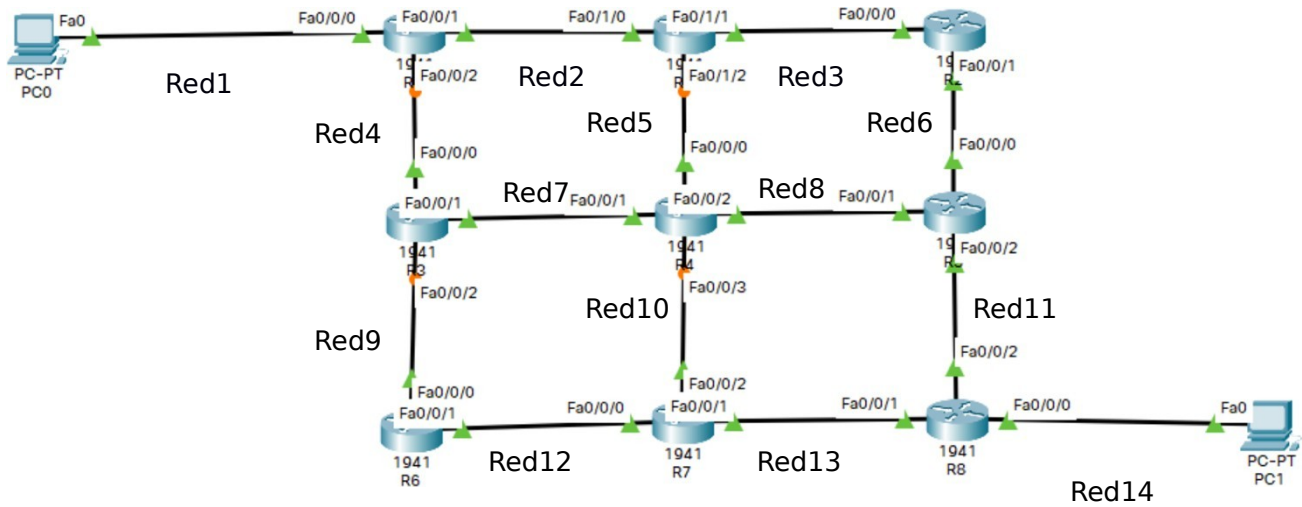 Fa0
Fa0/0/0
Fa0/0/1
Fa0/1/0
Fa0/1/1
Fa0/0/0
PC-PT
PC0
Red1
Fa0/0/2
Red2
Fa0/1/2
Red3
Fa0/0/1
Red4
Red5
Red6
Fa0/0/0
Fa0/0/0
Fa0/0/0
Fa0/0/1
Red7
Fa0/0/1
Fa0/0/2
Red8
Fa0/0/1
1941
R3
1941
R4
Fa0/0/2
Fa0/0/2
Fa0/0/3
Red9
Red10
Red11
Fa0/0/2
Fa0/0/0
Fa0/0/2
Fa0/0/1
Fa0/0/0
Fa0/0/1
Fa0/0/1
Fa0/0/0
Fa0
1941
R6
Red12
1941
R7
Red13
1941
R8
PC-PT
PC1
Red14